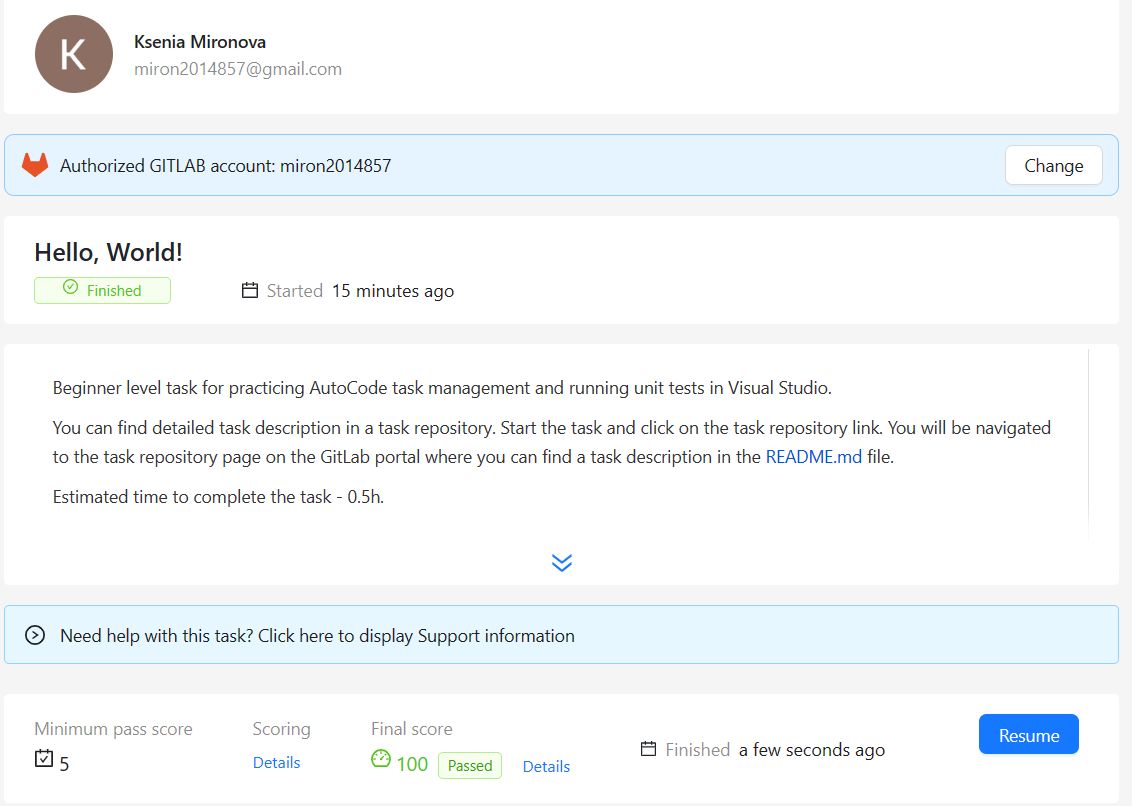 K
Ksenia Mironova
miron2014857@gmail.com
Authorized GITLAB account: miron2014857
Change
Hello, World!
Finished
Started 15 minutes ago
Beginner level task for practicing AutoCode task management and running unit tests in Visual Studio.
You can find detailed task description in a task repository. Start the task and click on the task repository link. You will be navigated
to the task repository page on the GitLab portal where you can find a task description in the README.md file.
Estimated time to complete the task - 0.5h.
Need help with this task? Click here to display Support information
Minimum pass score
5
Scoring
Details
Final score
100 Passed Details
Finished a few seconds ago
Resume